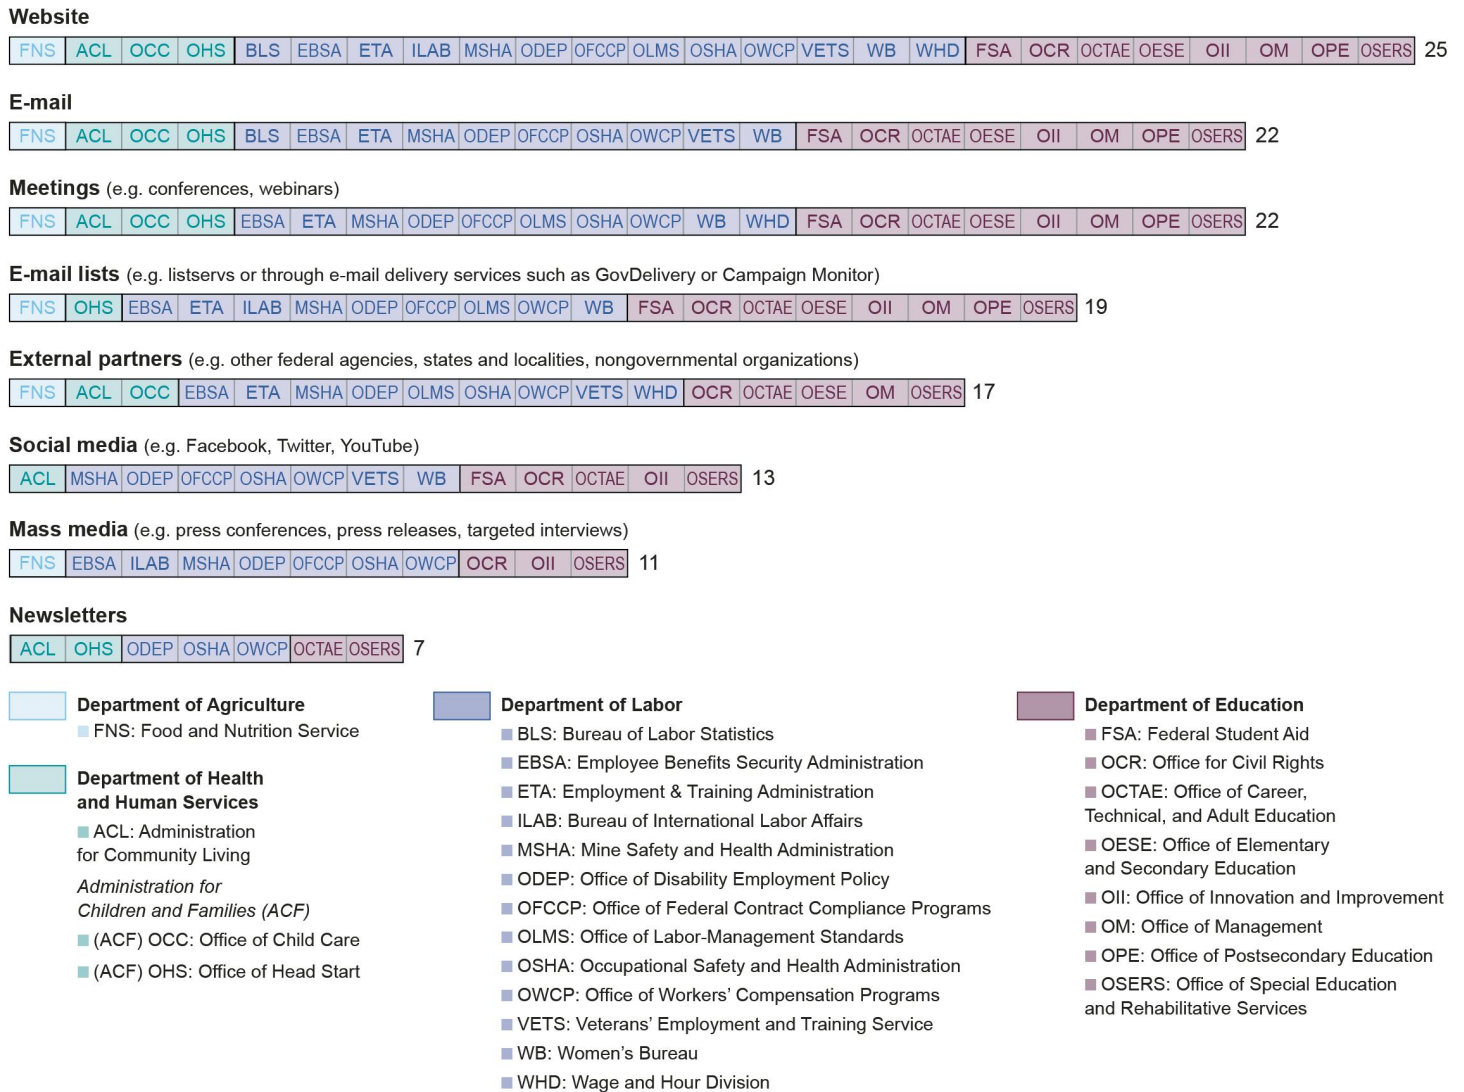 Website
FNS ACL OCC OHS BLS EBSA ETA ILAB MSHA ODEP OFCCP OLMS OSHA OWCP VETS WB WHD FSA OCR OCTAE OESE OII OM OPE OSERS 25
E-mail
FNS ACL OCC OHS BLS EBSA ETA MSHA ODEP OFCCP OSHA OWCP VETS WB FSA OCR OCTAE OESE OII OM OPE OSERS 22
Meetings (e.g. conferences, webinars)
FNS ACL OCC OHS EBSA ETA MSHA ODEP OFCCP OLMS OSHA OWCP WB WHD FSA OCR OCTAE OESE OII OM OPE OSERS 22
E-mail lists (e.g. listservs or through e-mail delivery services such as GovDelivery or Campaign Monitor)
FNS OHS EBSA ETA ILAB MSHA ODEP OFCCP OLMS OWCP WB FSA OCR OCTAE OESE OII OM OPE OSERS 19
External partners (e.g. other federal agencies, states and localities, nongovernmental organizations)
FNS ACL OCC EBSA ETA MSHA ODEP OLMS OSHA OWCP VETS WHD OCR OCTAE OESE OM OSERS 17
Social media (e.g. Facebook, Twitter, YouTube)
ACL MSHA ODEP OFCCP OSHA OWCP VETS WB FSA OCR OCTAE OII OSERS 13
Mass media (e.g. press conferences, press releases, targeted interviews)
FNS EBSA ILAB MSHA ODEP OFCCP OSHA OWCP OCR OII OSERS 11
Newsletters
ACL OHS ODEP OSHA OWCP OCTAE OSERS 7
Department of Agriculture
FNS: Food and Nutrition Service
Department of Health
and Human Services
ACL: Administration
for Community Living
Administration for
Children and Families (ACF)
(ACF) OCC: Office of Child Care
(ACF) OHS: Office of Head Start
Department of Labor
BLS: Bureau of Labor Statistics
EBSA: Employee Benefits Security Administration
ETA: Employment & Training Administration
ILAB: Bureau of International Labor Affairs
MSHA: Mine Safety and Health Administration
ODEP: Office of Disability Employment Policy
OFCCP: Office of Federal Contract Compliance Programs
OLMS: Office of Labor-Management Standards
OSHA: Occupational Safety and Health Administration
OWCP: Office of Workers’ Compensation Programs
VETS: Veterans’ Employment and Training Service
WB: Women’s Bureau
WHD: Wage and Hour Division
Department of Education
FSA: Federal Student Aid
OCR: Office for Civil Rights
OCTAE: Office of Career,
Technical, and Adult Education
OESE: Office of Elementary
and Secondary Education
OII: Office of Innovation and Improvement
OM: Office of Management
OPE: Office of Postsecondary Education
OSERS: Office of Special Education
and Rehabilitative Services